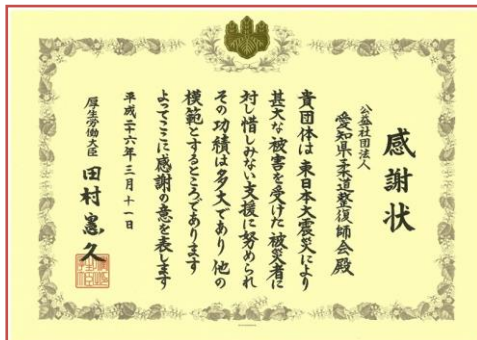 感謝状
公益社団法人
愛知県柔道整復師会殿
貴団体は東日本大震災により
甚大な被害を受けた被災者に
対し惜しみない支援に努められ
その功績は多大であり他の
模範とするところであります
よってここに感謝の意を表します
平成二十六年三月十一日
厚生労働大臣 田村憲久